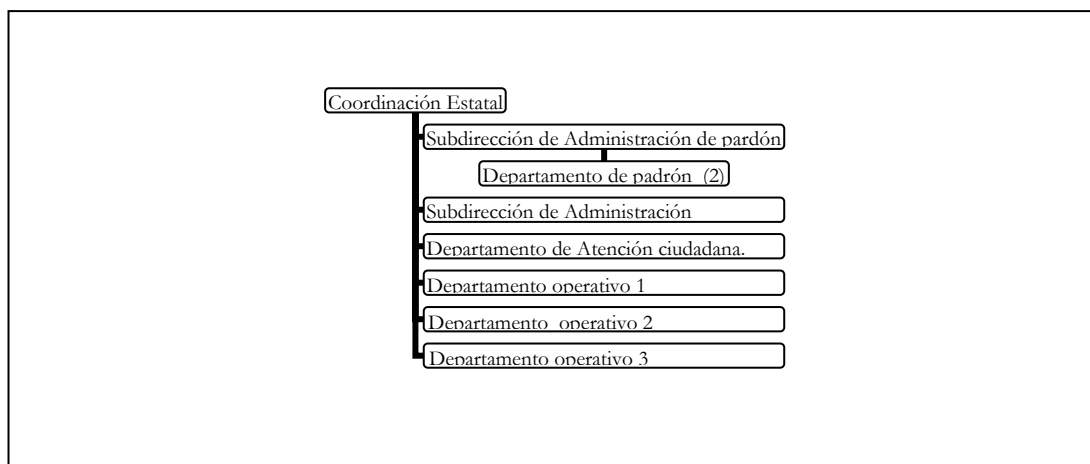 Coordinación Estatal
Subdirección de Administración de pardón
Departamento de padrón (2)
Subdirección de Administración
Departamento de Atención ciudadana.
Departamento operativo 1
Departamento operativo 2
Departamento operativo 3